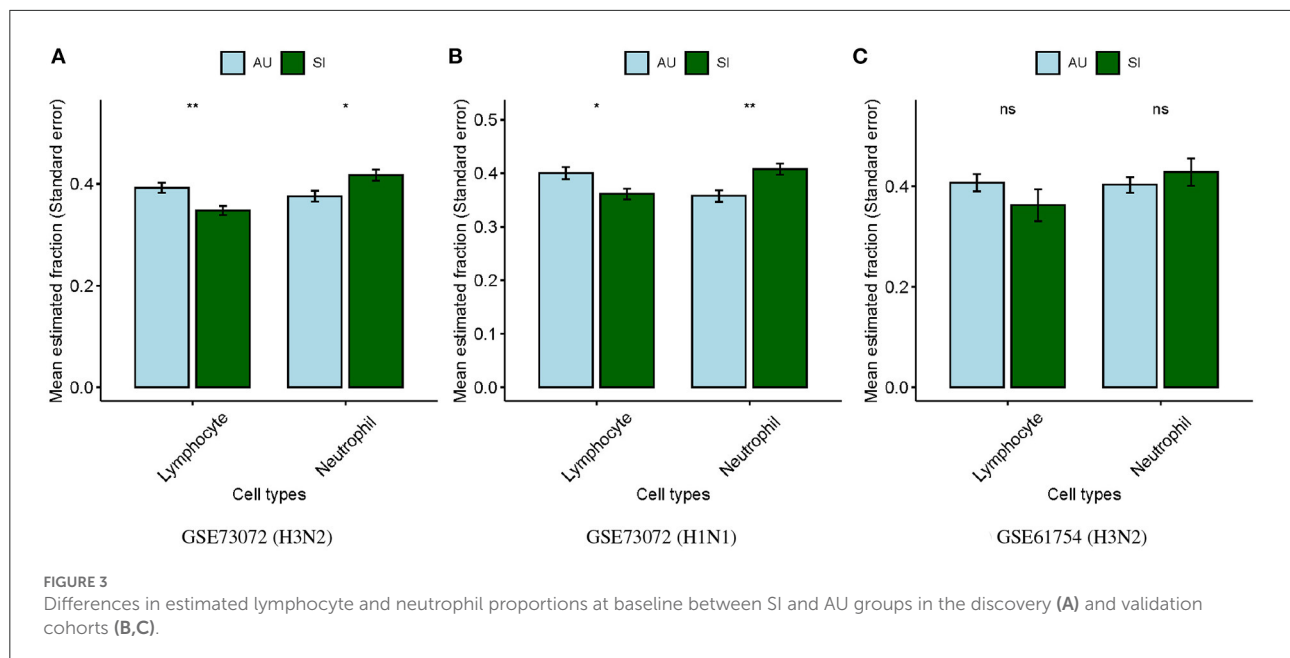 A
AU SI
Mean estimated fraction (Standard error)
0.4
0.2
0.0
** *
Lymphocyte
Neutrophil
Cell types
GSE73072 (H3N2)
B
AU SI
Mean estimated fraction (Standard error)
0.5
0.4
0.3
0.2
0.1
0.0
* **
Lymphocyte
Neutrophil
Cell types
GSE73072 (H1N1)
C
AU SI
Mean estimated fraction (Standard error)
0.4
0.2
0.0
ns ns
Lymphocyte
Neutrophil
Cell types
GSE61754 (H3N2)
FIGURE 3
Differences in estimated lymphocyte and neutrophil proportions at baseline between SI and AU groups in the discovery (A) and validation
cohorts (B,C).